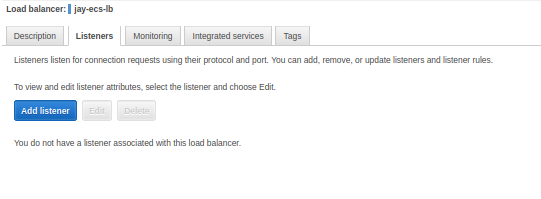 Load balancer: jay-ecs-lb
Description Listeners Monitoring Integrated services Tags
Listeners listen for connection requests using their protocol and port. You can add, remove, or update listeners and listener rules.
To view and edit listener attributes, select the listener and choose Edit.
Add listener Edit Delete
You do not have a listener associated with this load balancer.